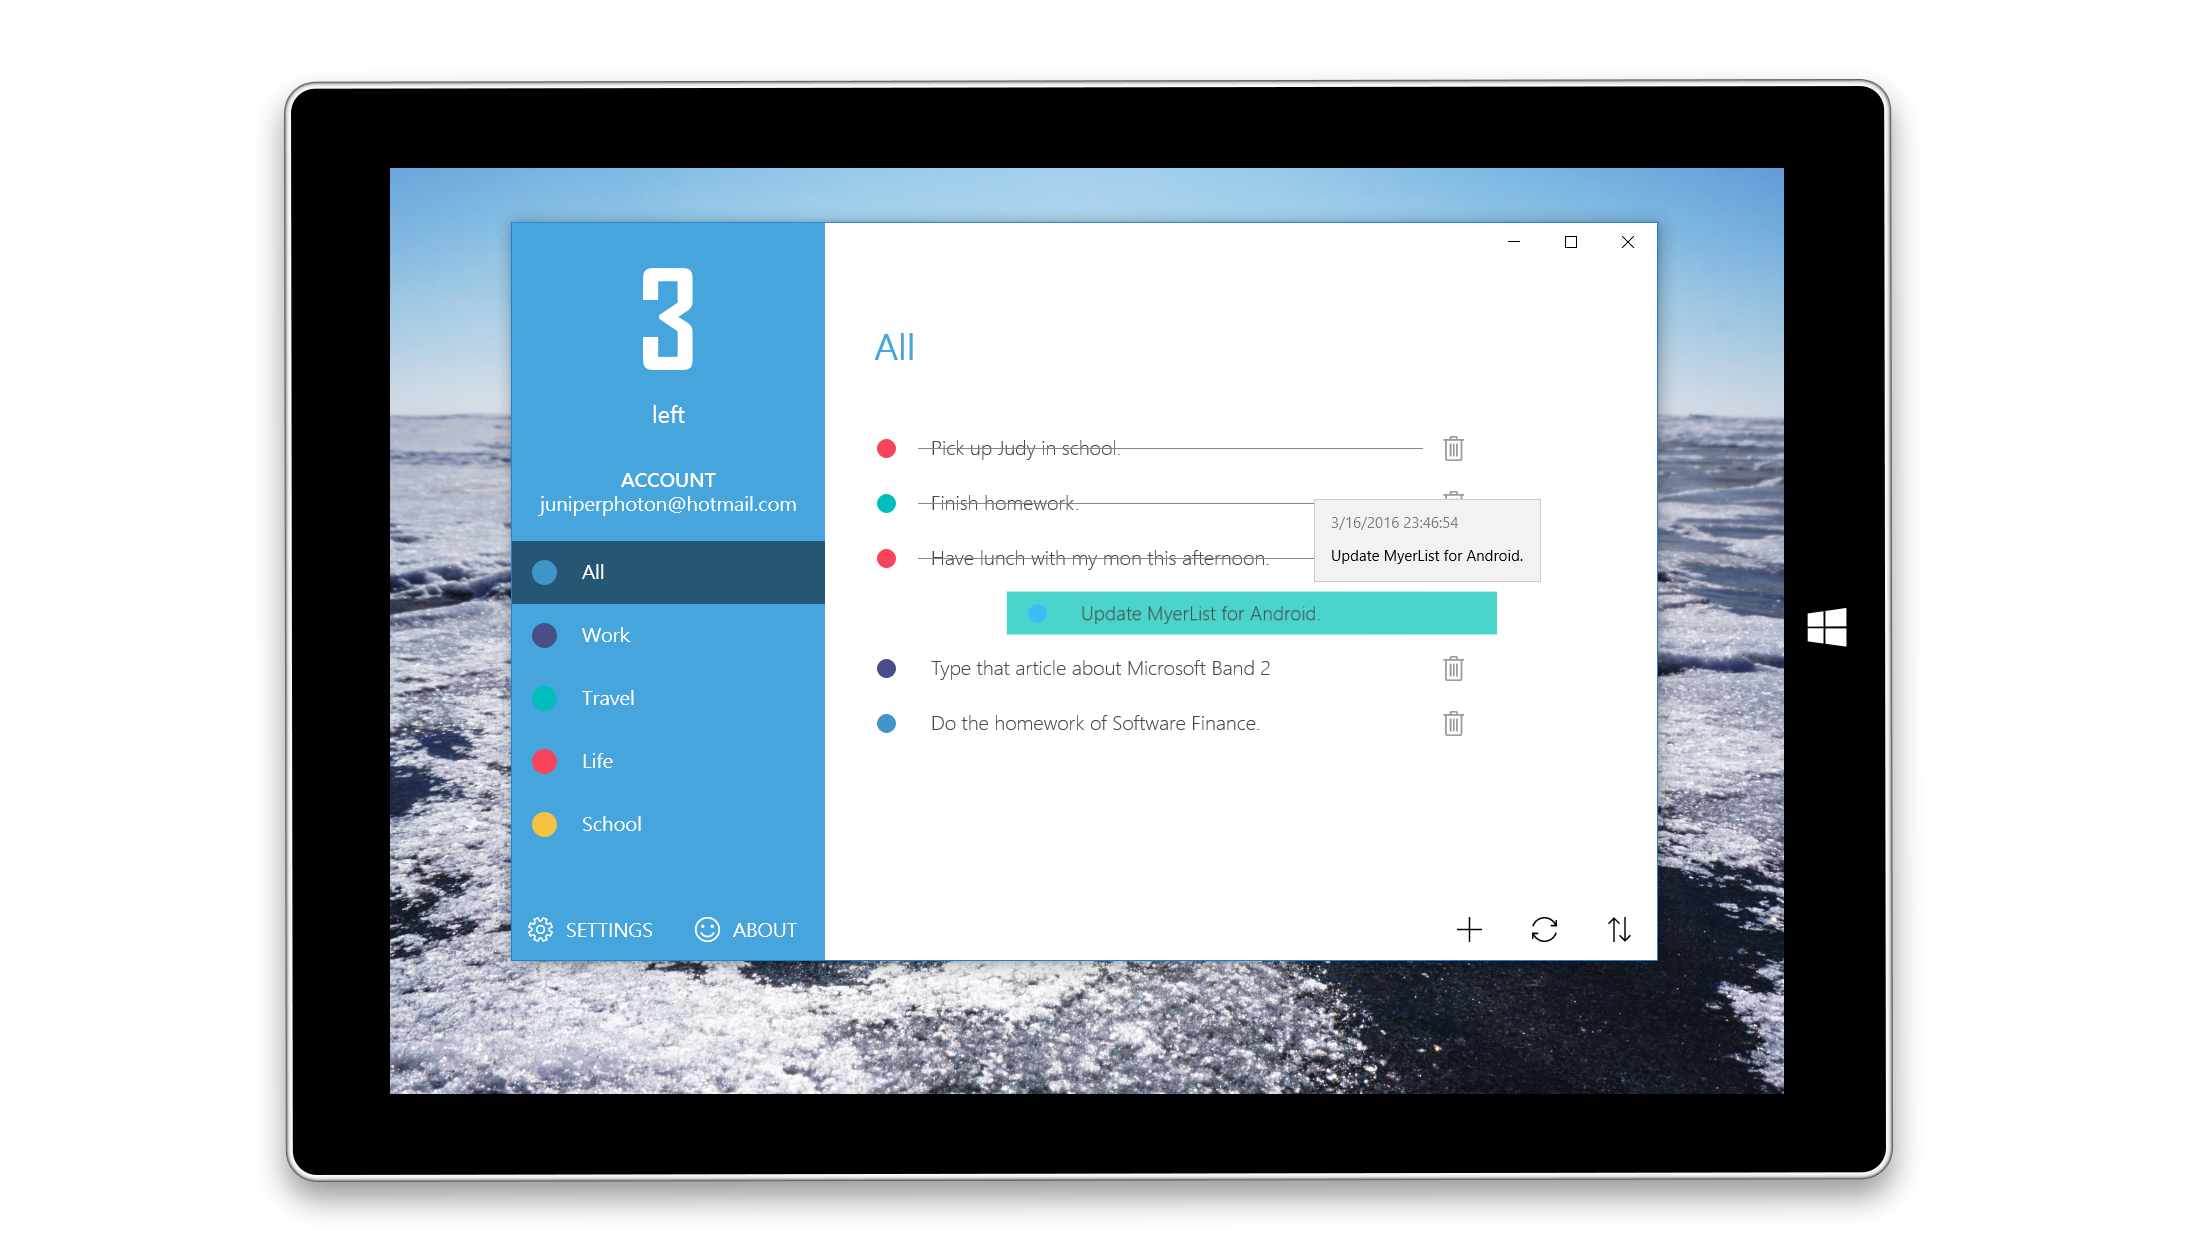 3
left
ACCOUNT
juniperphoton@hotmail.com
All
Work
Travel
Life
School
SETTINGS
ABOUT
All
Pick up Judy in school.
Finish homework.
Have lunch with my mon this afternoon.
3/16/2016 23:46:54
Update MyerList for Android.
Update MyerList for Android.
Type that article about Microsoft Band 2
Do the homework of Software Finance.